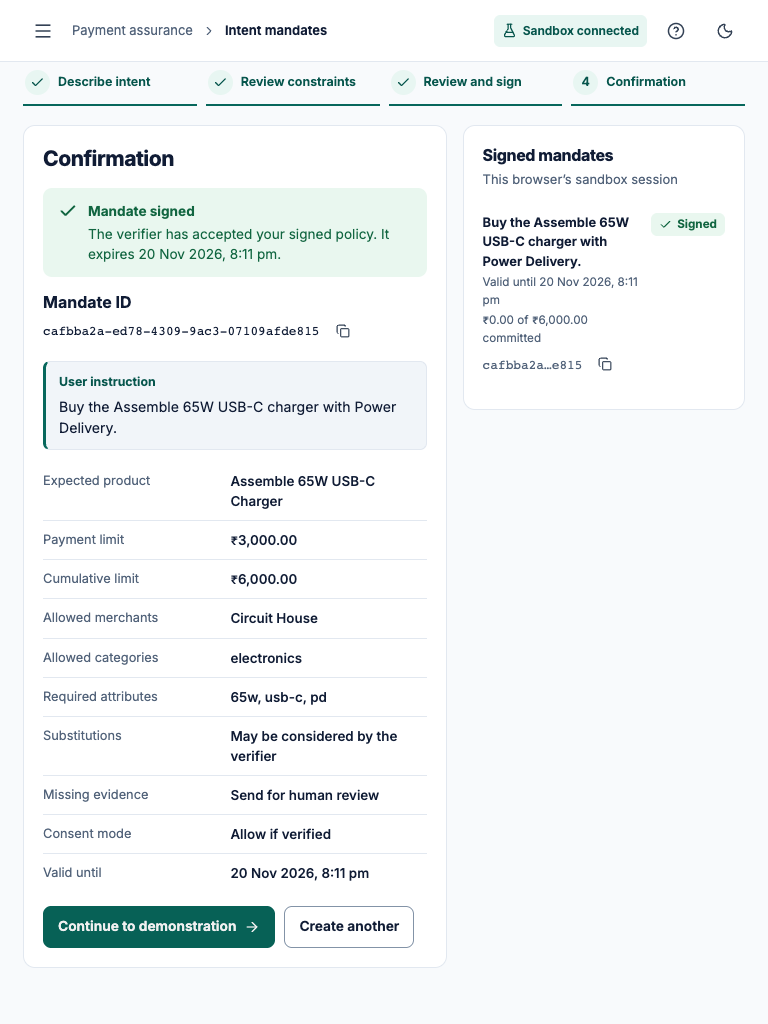 Payment assurance > Intent mandates
Sandbox connected
Describe intent
Review constraints
Review and sign
4 Confirmation
Confirmation
Mandate signed
The verifier has accepted your signed policy. It
expires 20 Nov 2026, 8:11 pm.
Mandate ID
cafbba2a-ed78-4309-9ac3-07109afde815
User instruction
Buy the Assemble 65W USB-C charger with Power
Delivery.
Expected product
Assemble 65W USB-C
Charger
Payment limit
₹3,000.00
Cumulative limit
₹6,000.00
Allowed merchants
Circuit House
Allowed categories
electronics
Required attributes
65w, usb-c, pd
Substitutions
May be considered by the
verifier
Missing evidence
Send for human review
Consent mode
Allow if verified
Valid until
20 Nov 2026, 8:11 pm
Continue to demonstration →
Create another
Signed mandates
This browser’s sandbox session
Buy the Assemble 65W
USB-C charger with
Power Delivery.
Signed
Valid until 20 Nov 2026, 8:11
pm
₹0.00 of ₹6,000.00
committed
cafbba2a…e815